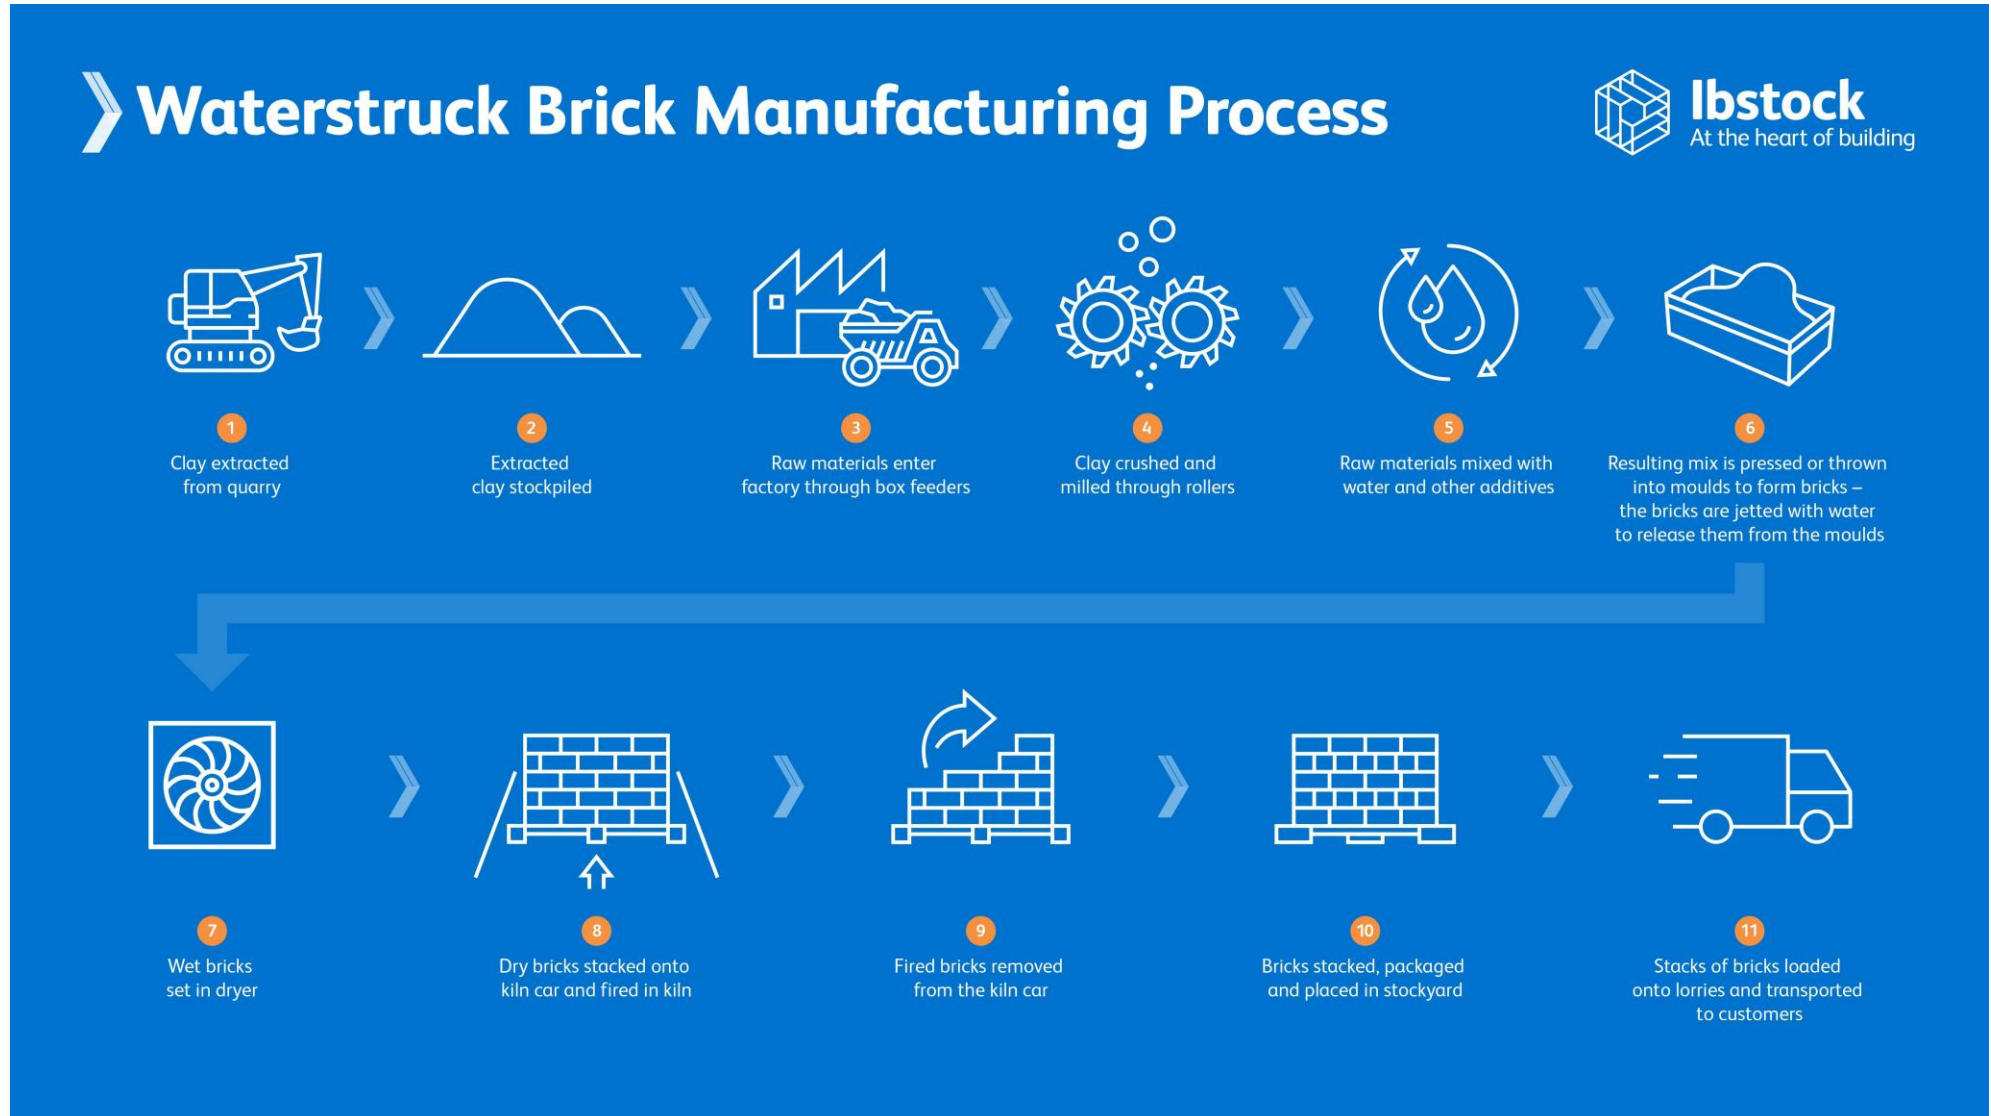 Waterstruck Brick Manufacturing Process
Ibstock
At the heart of building
1
Clay extracted
from quarry
2
Extracted
clay stockpiled
3
Raw materials enter
factory through box feeders
4
Clay crushed and
milled through rollers
5
Raw materials mixed with
water and other additives
6
Resulting mix is pressed or thrown
into moulds to form bricks –
the bricks are jetted with water
to release them from the moulds
7
Wet bricks
set in dryer
8
Dry bricks stacked onto
kiln car and fired in kiln
9
Fired bricks removed
from the kiln car
10
Bricks stacked, packaged
and placed in stockyard
11
Stacks of bricks loaded
onto lorries and transported
to customers